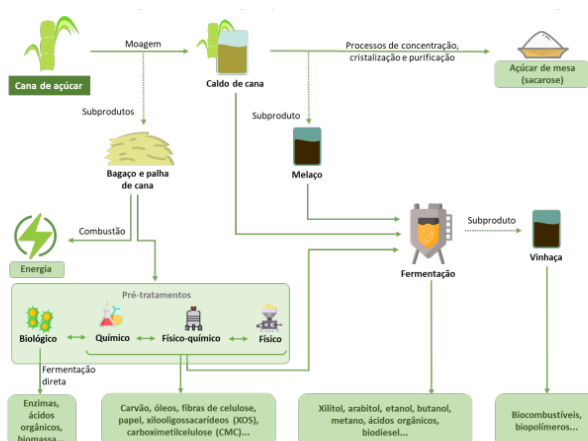 Moagem
Processos de concentração,
cristalização e purificação
Cana de açúcar
Caldo de cana
Açúcar de mesa
(sacarose)
Subprodutos
Subproduto
Bagaço e palha
de cana
Melaço
Combustão
Subproduto
Energia
Fermentação
Vinhaça
Pré-tratamentos
Biológico
Químico
Físico-químico
Físico
Fermentação
direta
Enzimas,
ácidos
orgânicos,
biomassa...
Carvão, óleos, fibras de celulose,
papel, xilooligossacarídeos (XOS),
carboximetilcelulose (CMC)...
Xilitol, arabitol, etanol, butanol,
metano, ácidos orgânicos,
biodiesel...
Biocombustíveis,
biopolímeros...